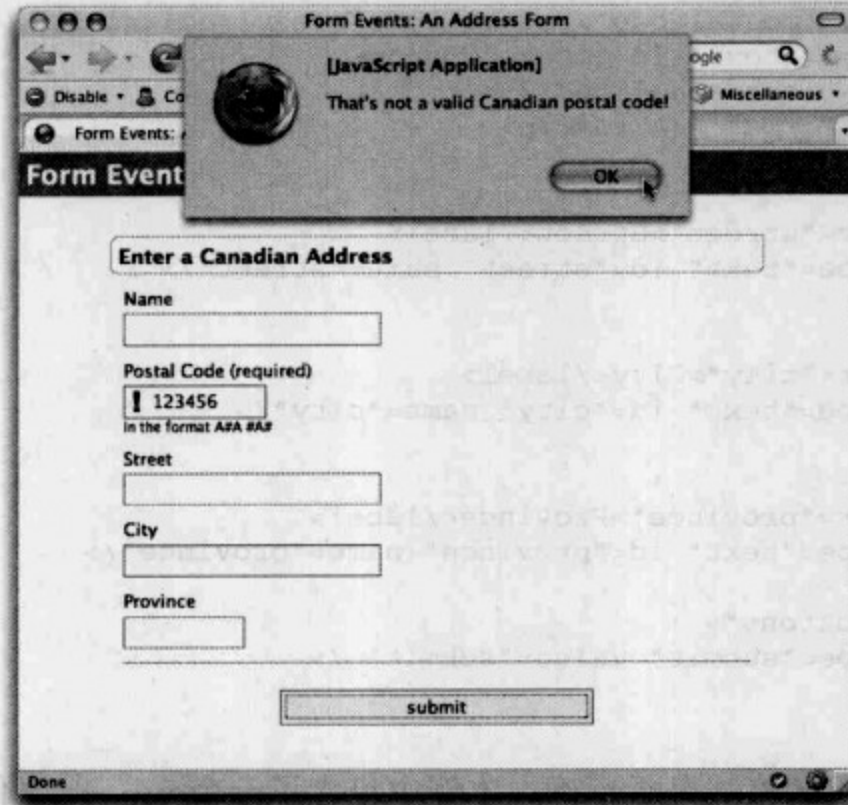 Form Events: An Address Form
[JavaScript Application]
That's not a valid Canadian postal code!
OK
ogle
Disable
Co
Miscellaneous
Form Events:
Form Event
Enter a Canadian Address
Name
Postal Code (required)
! 123456
in the format A#A #A#
Street
City
Province
submit
Done